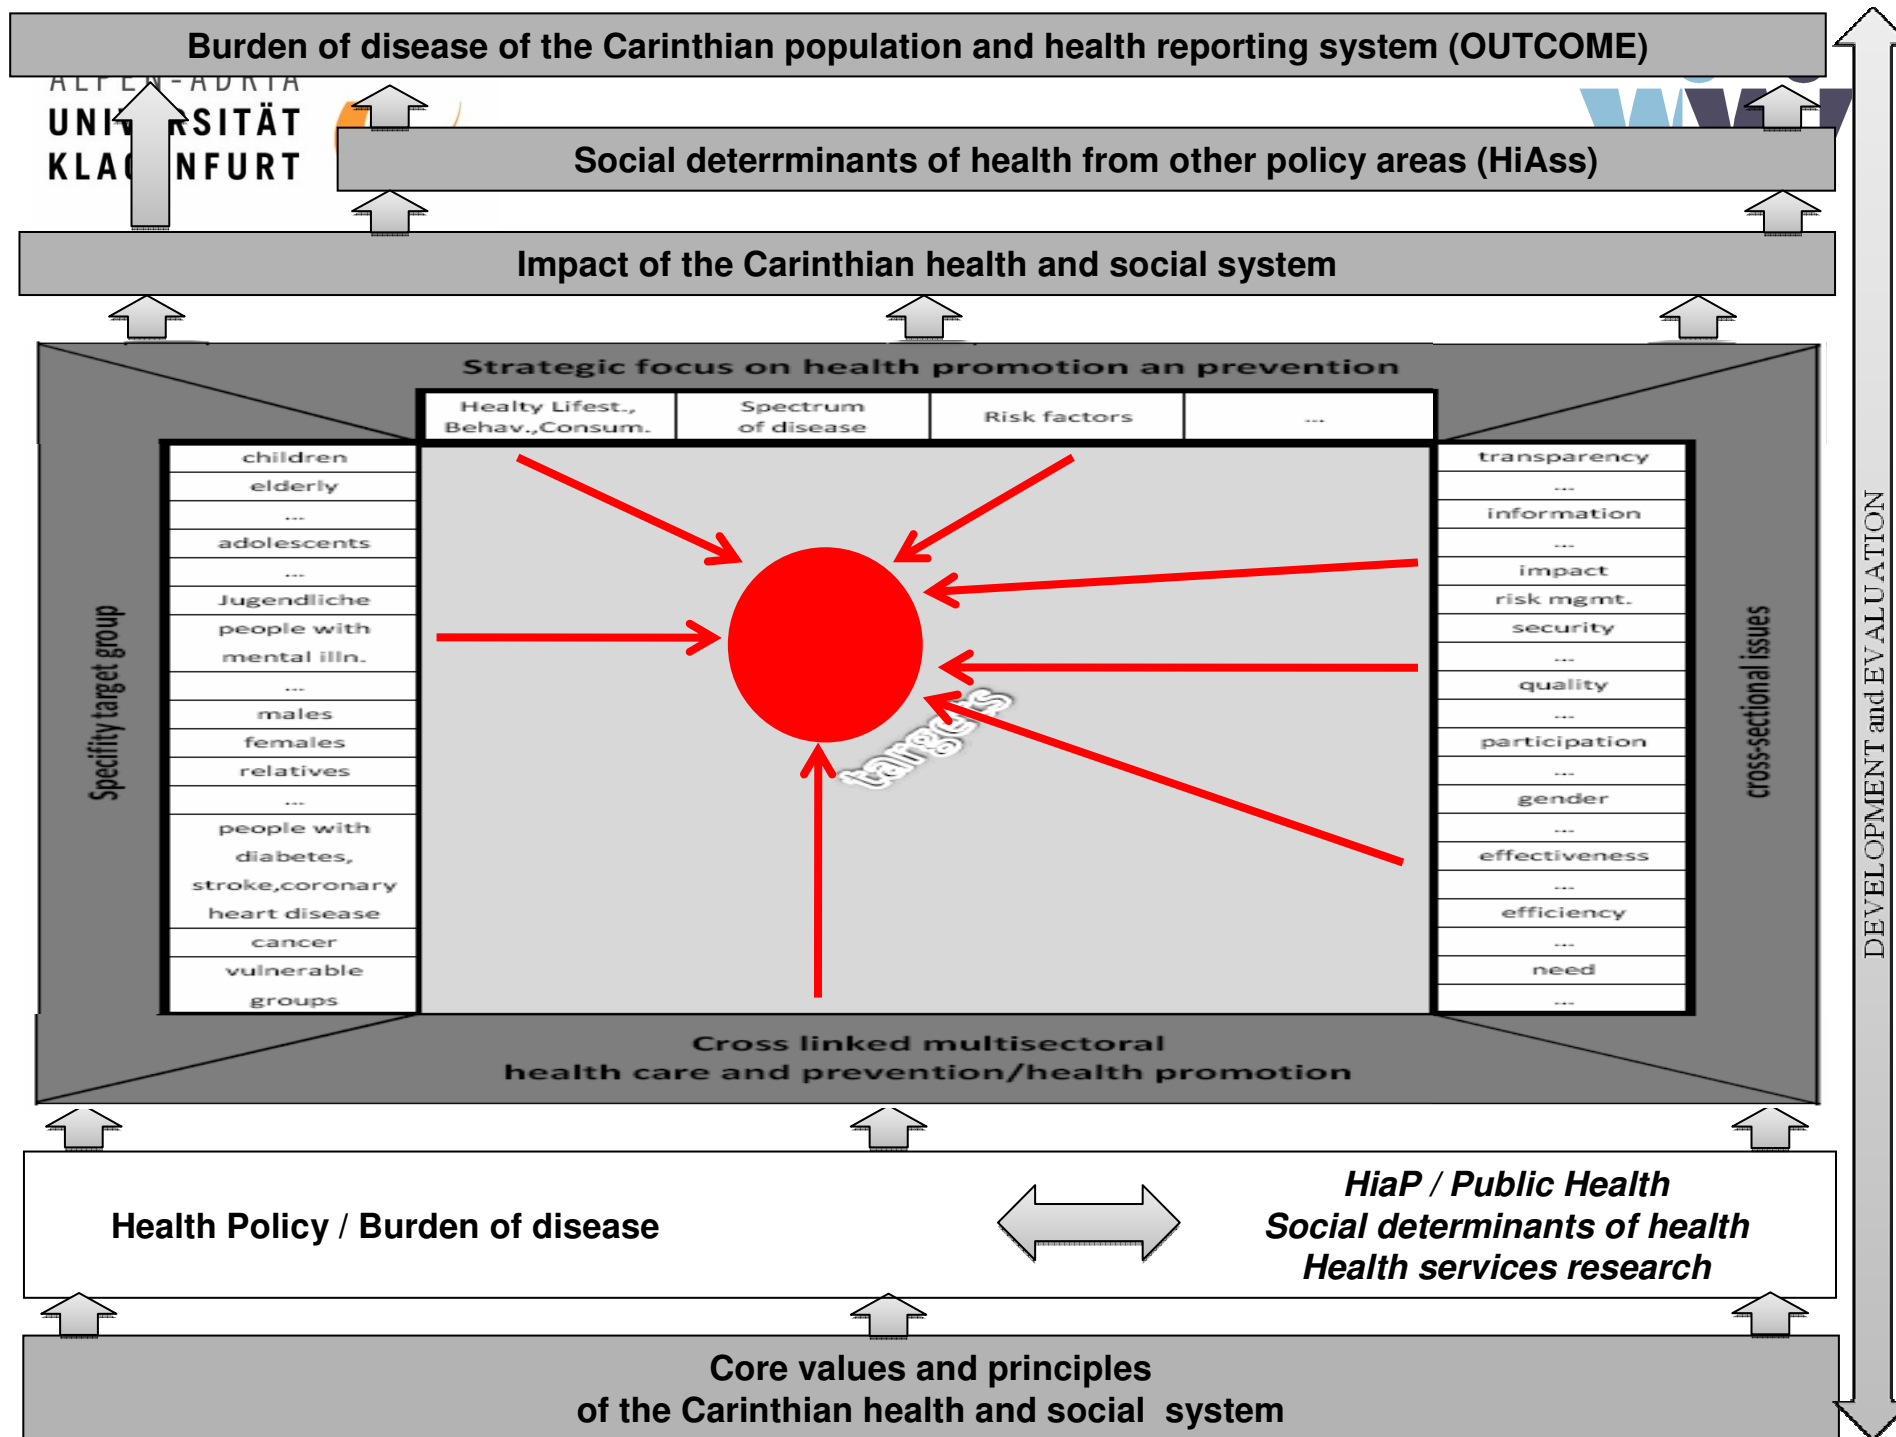 Burden of disease of the Carinthian population and health reporting system (OUTCOME)
ALPEN-ADRIA
UNIVERSITÄT
KLAGENFURT
Social deterrminants of health from other policy areas (HiAss)
Impact of the Carinthian health and social system
Strategic focus on health promotion an prevention
Healty Lifest.,
Behav.,Consum.
Spectrum
of disease
Risk factors
...
Specifity target group
children
elderly
...
adolescents
...
Jugendliche
people with
mental illn.
...
males
females
relatives
...
people with
diabetes,
stroke,coronary
heart disease
cancer
vulnerable
groups
targets
transparency
...
information
...
impact
risk mgmt.
security
...
quality
...
participation
...
gender
...
effectiveness
...
efficiency
...
need
...
cross-sectional issues
DEVELOPMENT and EVALUATION
Cross linked multisectoral
health care and prevention/health promotion
Health Policy / Burden of disease
HiaP / Public Health
Social determinants of health
Health services research
Core values and principles
of the Carinthian health and social system